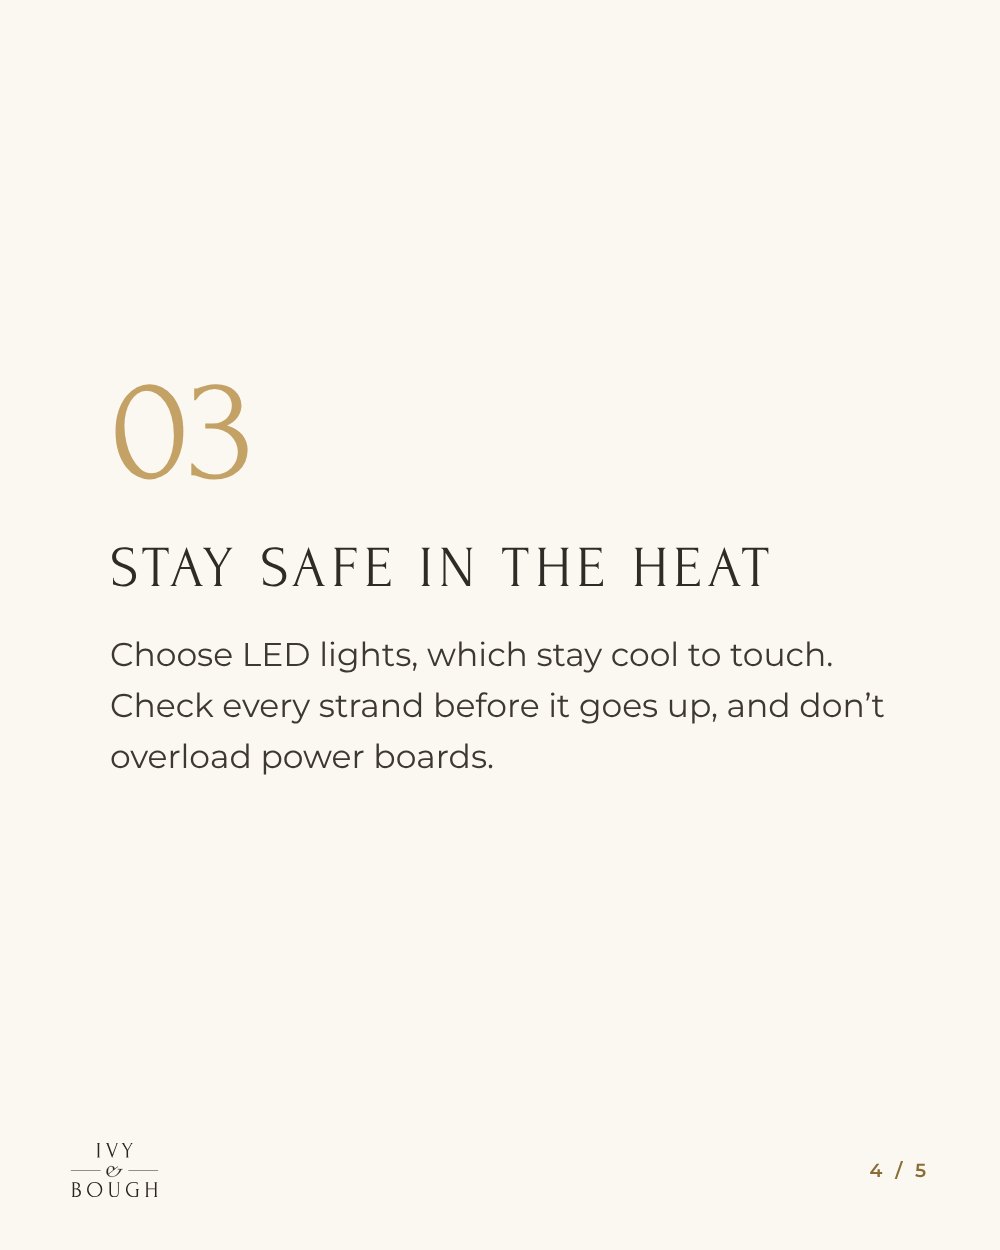 03
STAY SAFE IN THE HEAT
Choose LED lights, which stay cool to touch.
Check every strand before it goes up, and don’t
overload power boards.
IVY
&
BOUGH
4 / 5